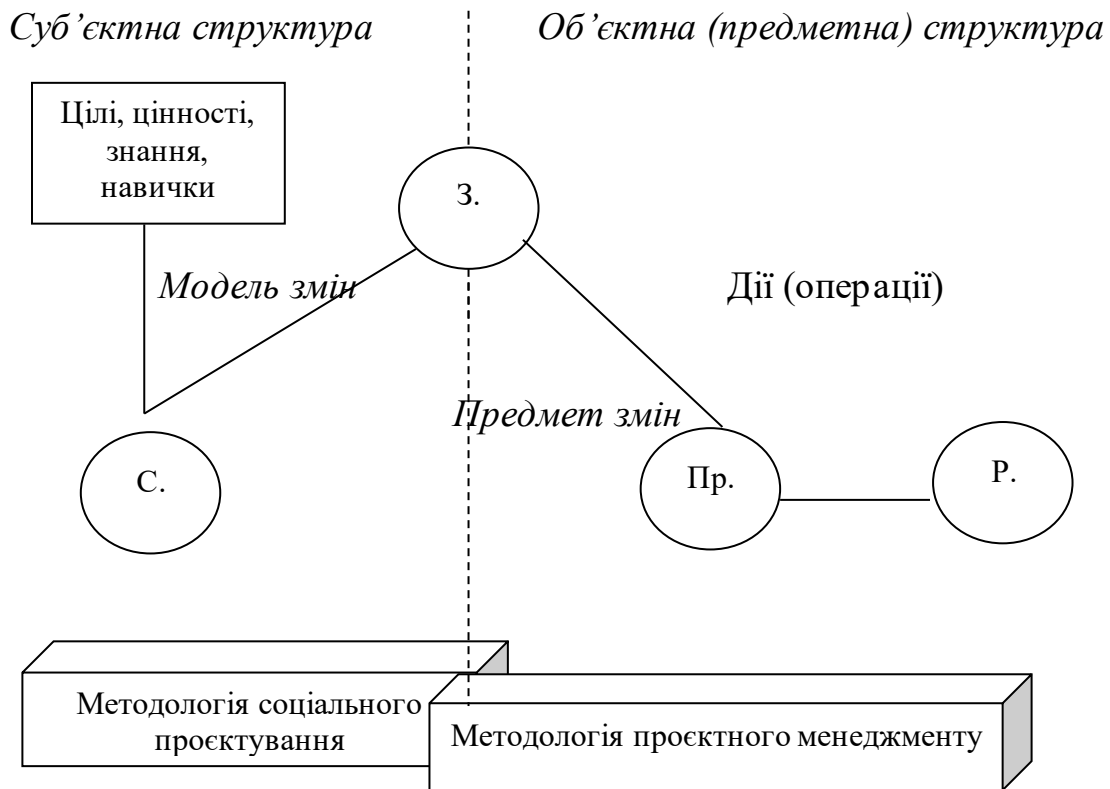 Суб’єктна структура
Об’єктна (предметна) структура
Цілі, цінності,
знання,
навички
З.
Модель змін
Дії (операції)
Предмет змін
С.
Пр.
Р.
Методологія соціального
проєктування
Методологія проєктного менеджменту